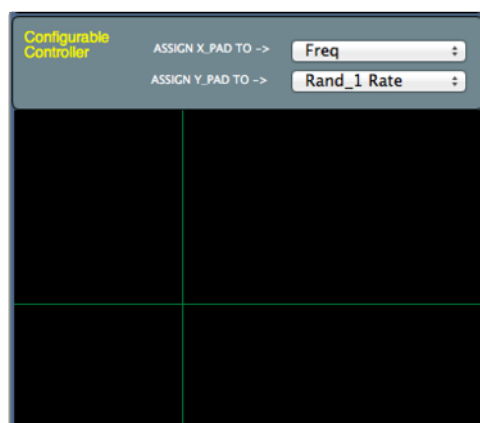 Configurable
Controller
ASSIGN X_PAD TO ->
Freq
ASSIGN Y_PAD TO ->
Rand_1 Rate